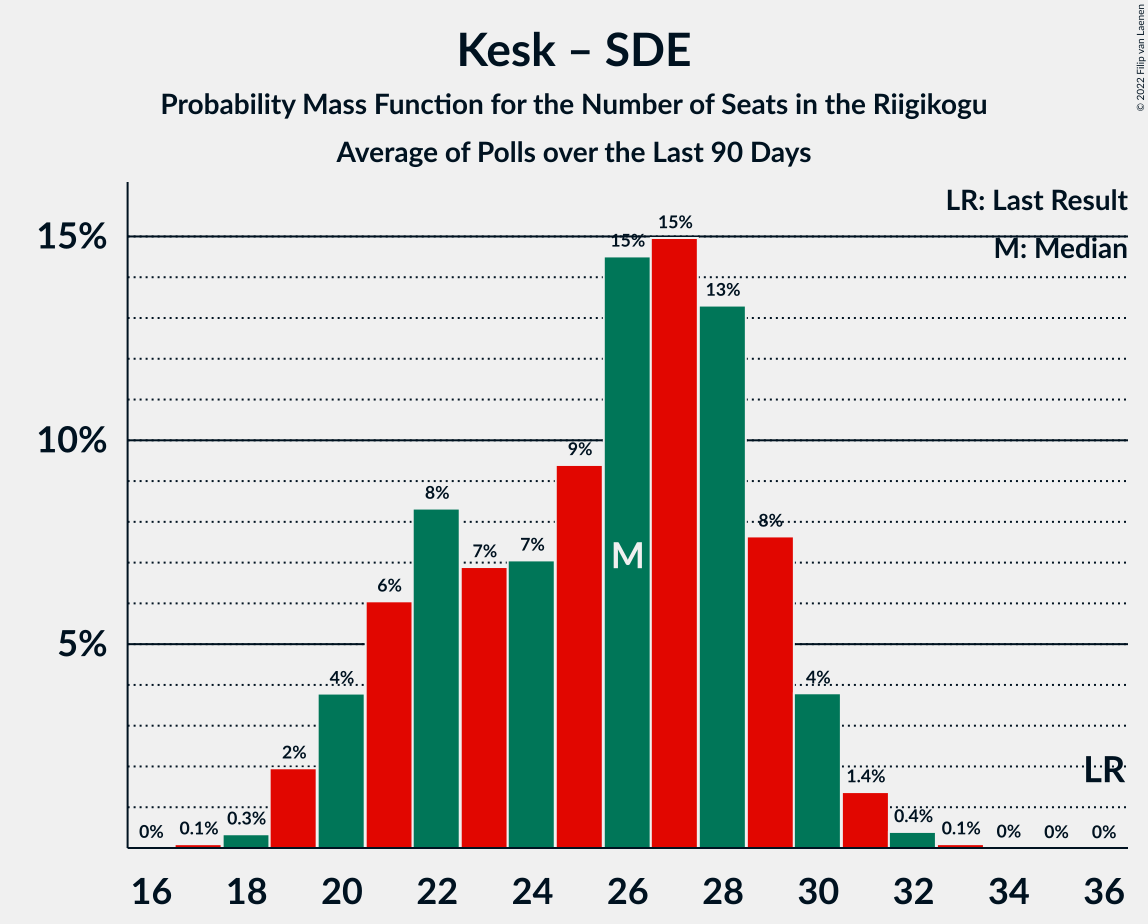 Kesk – SDE
Probability Mass Function for the Number of Seats in the Riigikogu
Average of Polls over the Last 90 Days
© 2022 Filip van Laenen
LR: Last Result
M: Median
15%
10%
5%
0%
0.1%
0.3%
2%
4%
6%
8%
7%
7%
9%
15%
15%
13%
8%
4%
1.4%
0.4%
0.1%
0%
0%
0%
M
LR
16 18 20 22 24 26 28 30 32 34 36